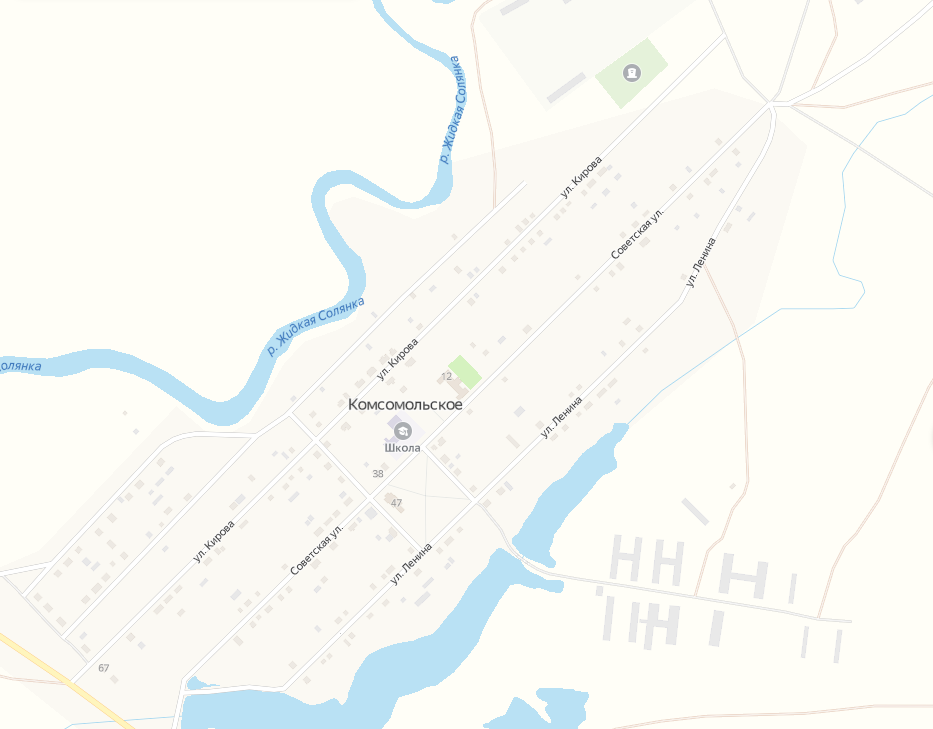 р. Жидкая Солянка
ул. Кирова
Советская ул.
ул. Ленина
р. Жидкая Солянка
ул. Кирова
олянка
12
Комсомольское
ул. Ленина
Школа
38
47
ул. Кирова
Советская ул.
ул. Ленина
67